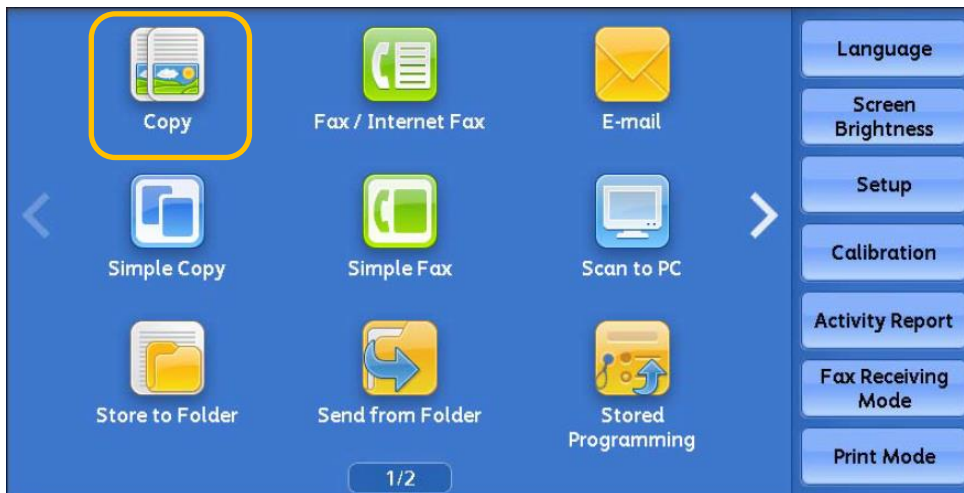 Copy
Fax / Internet Fax
E-mail
Simple Copy
Simple Fax
Scan to PC
Store to Folder
Send from Folder
Stored
Programming
1/2
Language
Screen
Brightness
Setup
Calibration
Activity Report
Fax Receiving
Mode
Print Mode